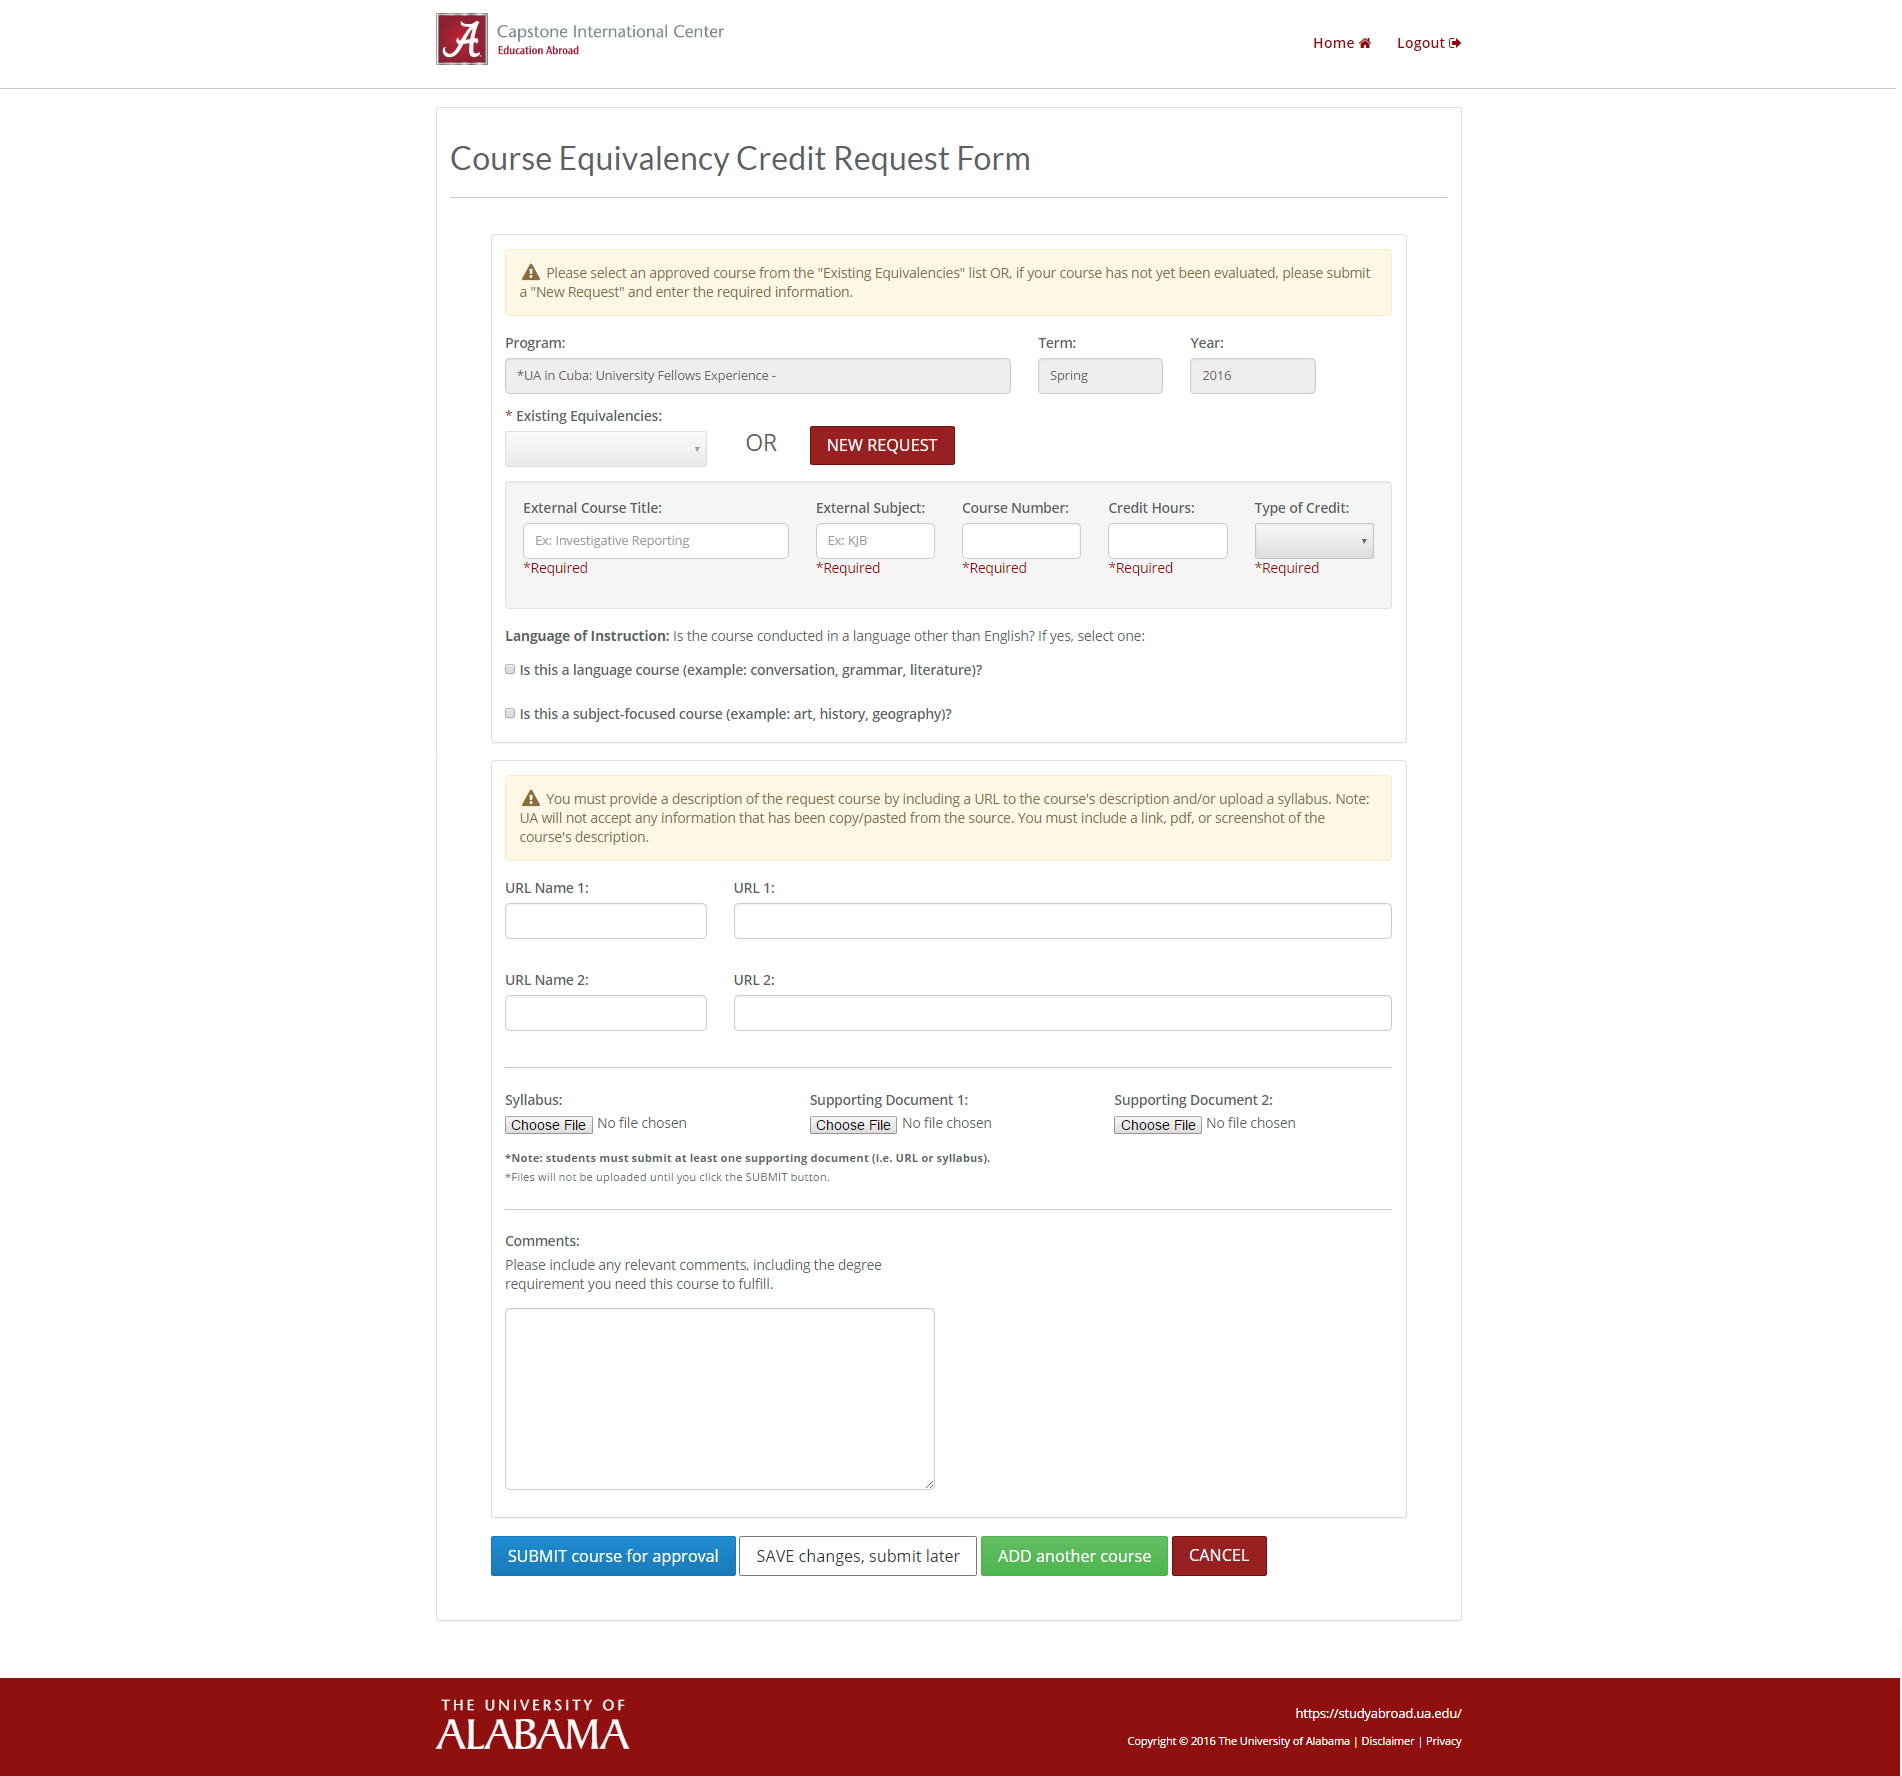 A Capstone International Center
Education Abroad
Home Logout
Course Equivalency Credit Request Form
Please select an approved course from the "Existing Equivalencies" list OR, if your course has not yet been evaluated, please submit
a "New Request" and enter the required information.
Program: Term: Year:
*UA in Cuba: University Fellows Experience - Spring 2016
* Existing Equivalencies:
OR NEW REQUEST
External Course Title: External Subject: Course Number: Credit Hours: Type of Credit:
Ex: Investigative Reporting Ex: KJB
*Required *Required *Required *Required *Required
Language of Instruction: Is the course conducted in a language other than English? If yes, select one:
Is this a language course (example: conversation, grammar, literature)?
Is this a subject-focused course (example: art, history, geography)?
You must provide a description of the request course by including a URL to the course's description and/or upload a syllabus. Note:
UA will not accept any information that has been copy/pasted from the source. You must include a link, pdf, or screenshot of the
course's description.
URL Name 1: URL 1:
URL Name 2: URL 2:
Syllabus: Supporting Document 1: Supporting Document 2:
Choose File No file chosen Choose File No file chosen Choose File No file chosen
*Note: students must submit at least one supporting document (i.e. URL or syllabus).
*Files will not be uploaded until you click the SUBMIT button.
Comments:
Please include any relevant comments, including the degree
requirement you need this course to fulfill.
SUBMIT course for approval SAVE changes, submit later ADD another course CANCEL
THE UNIVERSITY OF
ALABAMA
https://studyabroad.ua.edu/
Copyright © 2016 The University of Alabama | Disclaimer | Privacy